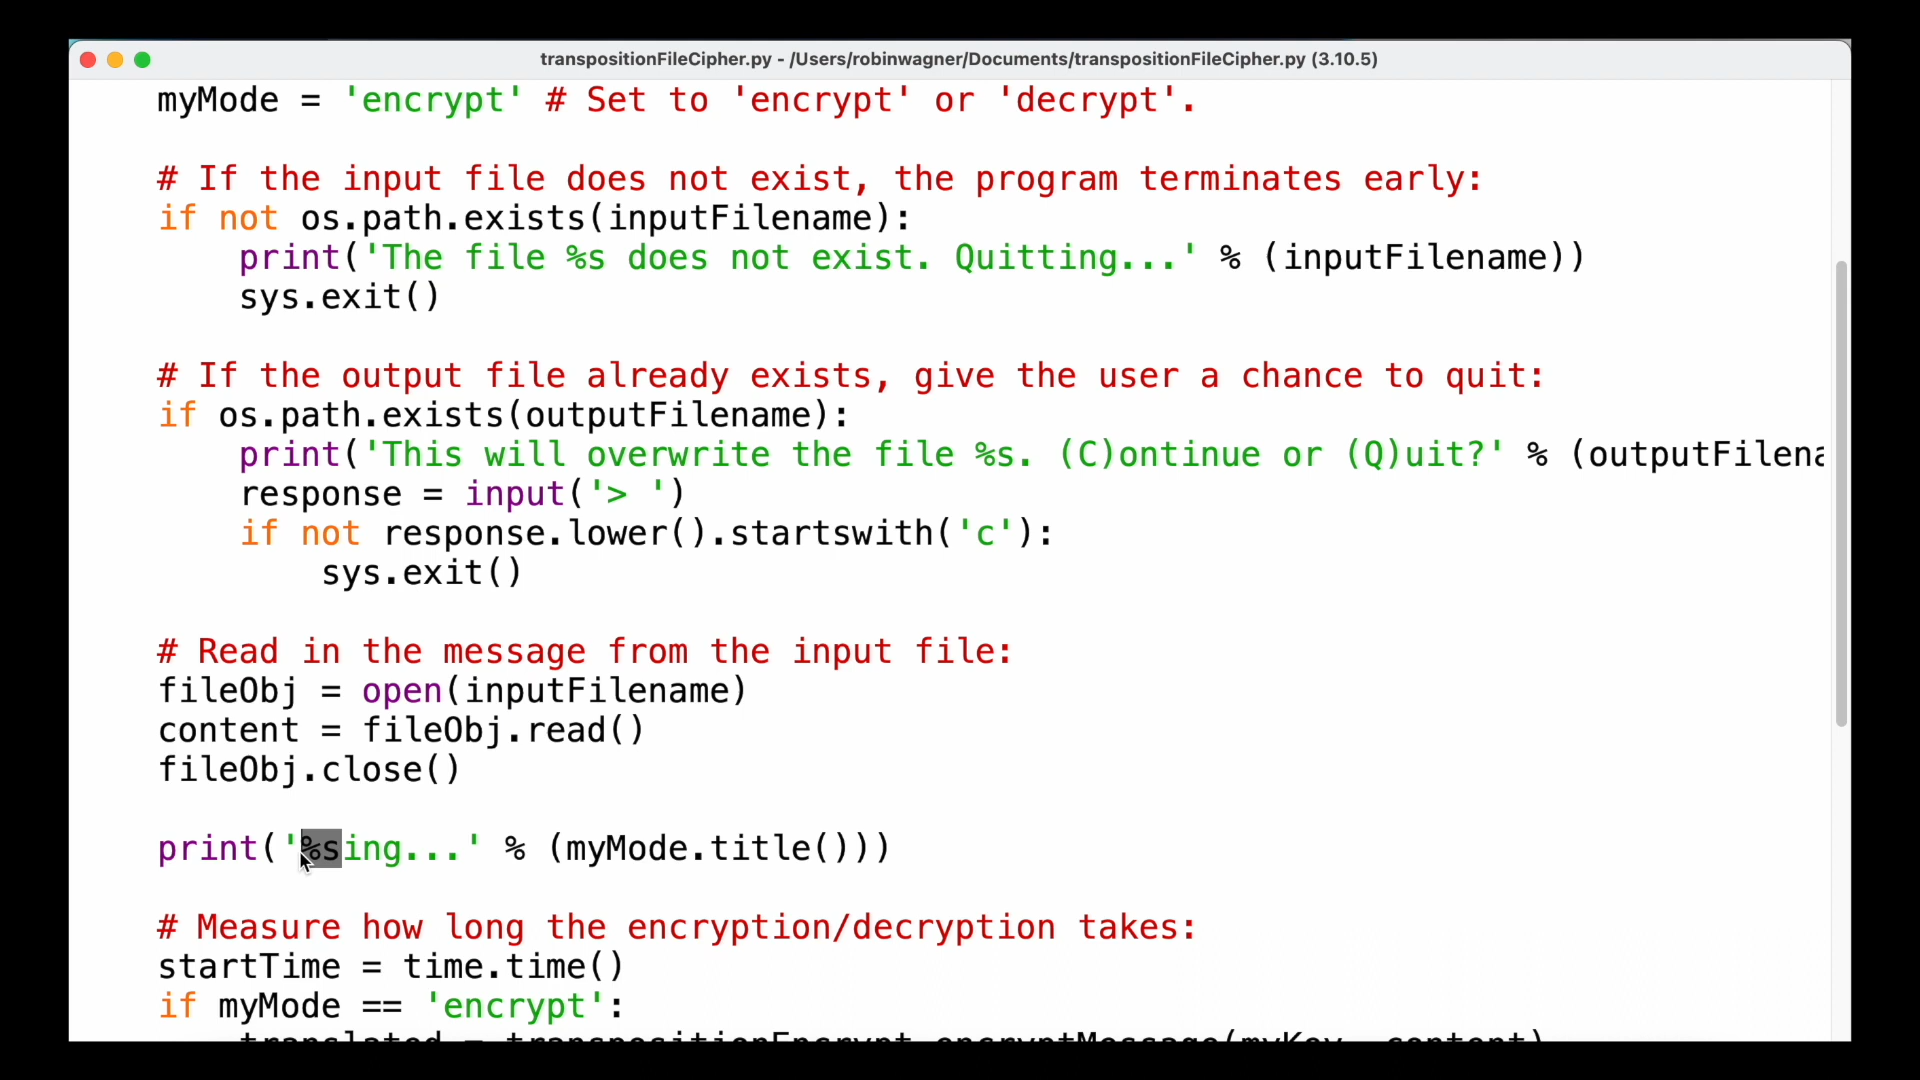 transpositionFileCipher.py - /Users/robinwagner/Documents/transpositionFileCipher.py (3.10.5)
myMode = 'encrypt' # Set to 'encrypt' or 'decrypt'.
# If the input file does not exist, the program terminates early:
if not os.path.exists(inputFilename):
    print('The file %s does not exist. Quitting...' % (inputFilename))
    sys.exit()
# If the output file already exists, give the user a chance to quit:
if os.path.exists(outputFilename):
    print('This will overwrite the file %s. (C)ontinue or (Q)uit?' % (outputFilena
    response = input('> ')
    if not response.lower().startswith('c'):
        sys.exit()
# Read in the message from the input file:
fileObj = open(inputFilename)
content = fileObj.read()
fileObj.close()
print('%sing...' % (myMode.title()))
# Measure how long the encryption/decryption takes:
startTime = time.time()
if myMode == 'encrypt':
    translated = transpositionEncrypt.encryptMessage(myKey, content)